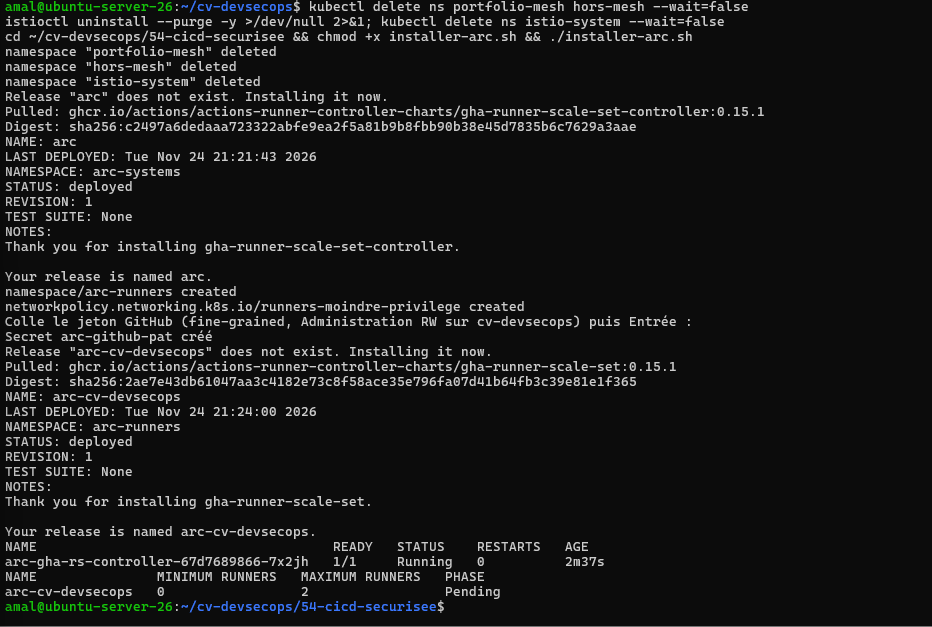 amal@ubuntu-server-26:~/cv-devsecops$ kubectl delete ns portfolio-mesh hors-mesh --wait=false
istioctl uninstall --purge -y >/dev/null 2>&1; kubectl delete ns istio-system --wait=false
cd ~/cv-devsecops/54-cicd-securisee && chmod +x installer-arc.sh && ./installer-arc.sh
namespace "portfolio-mesh" deleted
namespace "hors-mesh" deleted
namespace "istio-system" deleted
Release "arc" does not exist. Installing it now.
Pulled: ghcr.io/actions/actions-runner-controller-charts/gha-runner-scale-set-controller:0.15.1
Digest: sha256:c2497a6dedaaa723322abfe9ea2f5a81b9b8fbb90b38e45d7835b6c7629a3aae
NAME: arc
LAST DEPLOYED: Tue Nov 24 21:21:43 2026
NAMESPACE: arc-systems
STATUS: deployed
REVISION: 1
TEST SUITE: None
NOTES:
Thank you for installing gha-runner-scale-set-controller.
Your release is named arc.
namespace/arc-runners created
networkpolicy.networking.k8s.io/runners-moindre-privilege created
Colle le jeton GitHub (fine-grained, Administration RW sur cv-devsecops) puis Entrée :
Secret arc-github-pat créé
Release "arc-cv-devsecops" does not exist. Installing it now.
Pulled: ghcr.io/actions/actions-runner-controller-charts/gha-runner-scale-set:0.15.1
Digest: sha256:2ae7e43db61047aa3c4182e73c8f58ace35e796fa07d41b64fb3c39e81e1f365
NAME: arc-cv-devsecops
LAST DEPLOYED: Tue Nov 24 21:24:00 2026
NAMESPACE: arc-runners
STATUS: deployed
REVISION: 1
TEST SUITE: None
NOTES:
Thank you for installing gha-runner-scale-set.
Your release is named arc-cv-devsecops.
NAME READY STATUS RESTARTS AGE
arc-gha-rs-controller-67d7689866-7x2jh 1/1 Running 0 2m37s
NAME MINIMUM RUNNERS MAXIMUM RUNNERS PHASE
arc-cv-devsecops 0 2 Pending
amal@ubuntu-server-26:~/cv-devsecops/54-cicd-securisee$